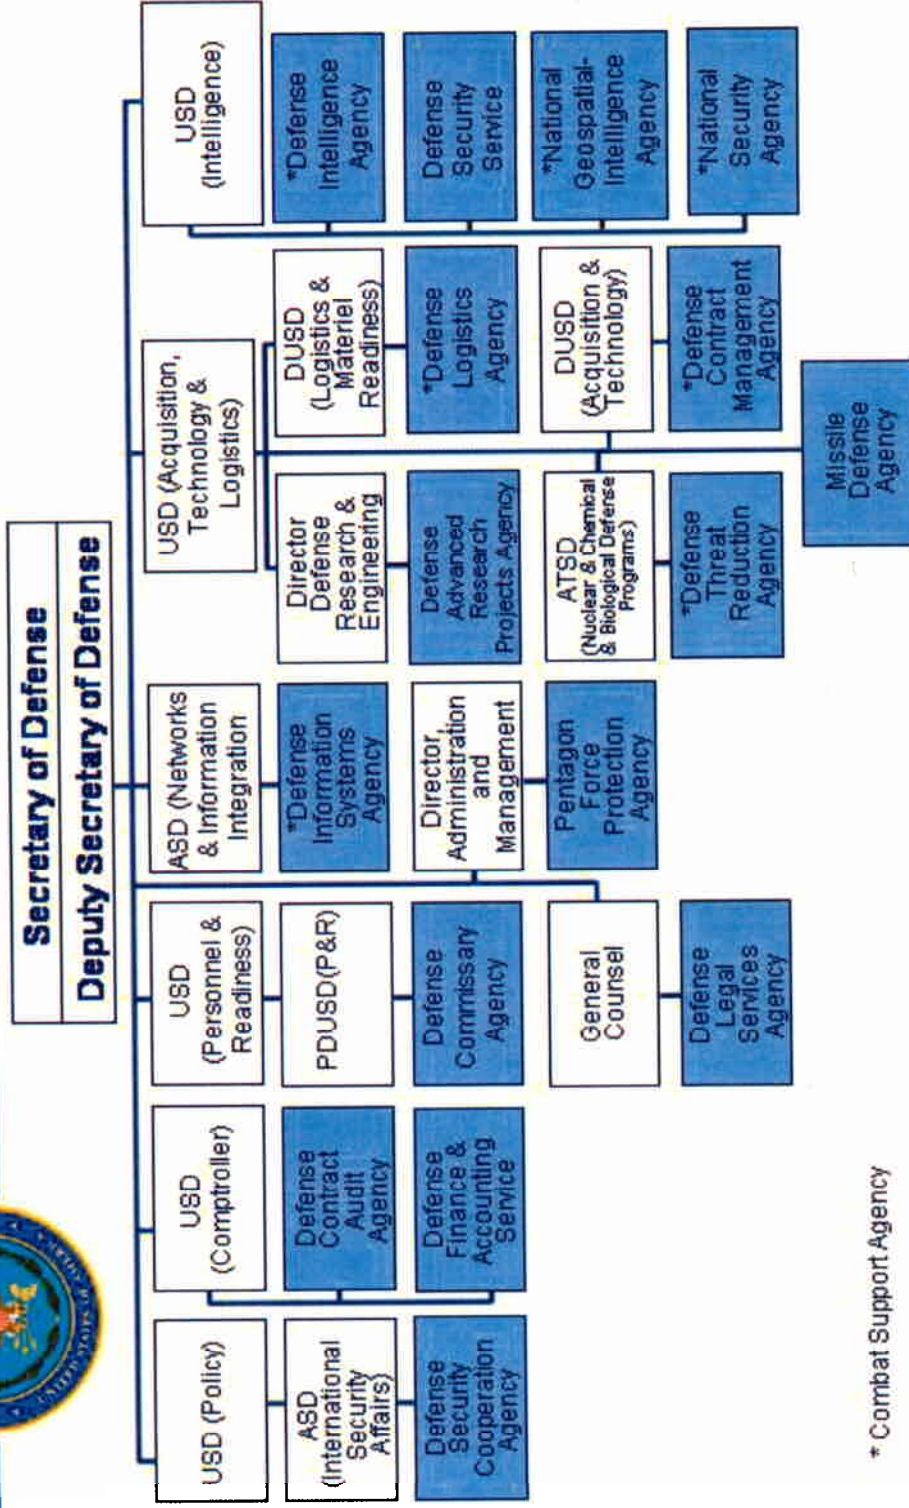 Secretary of Defense
Deputy Secretary of Defense
USD (Policy)
ASD
(International
Security
Affairs)
Defense
Security
Cooperation
Agency
USD
(Comptroller)
Defense
Contract
Audit
Agency
Defense
Finance &
Accounting
Service
USD
(Personnel &
Readiness)
PDUSD(P&R)
Defense
Commissary
Agency
General
Counsel
Defense
Legal
Services
Agency
ASD (Networks
& Information
Integration
*Defense
Information
Systems
Agency
Director
Administration
and
Management
Pentagon
Force
Protection
Agency
USD (Acquisition,
Technology &
Logistics)
Director
Defense
Research &
Engineering
Defense
Advanced
Research
Projects Agency
ATSD
(Nuclear & Chemical
& Biological Defense
Programs)
*Defense
Threat
Reduction
Agency
DUSD
(Logistics &
Materiel
Readiness)
*Defense
Logistics
Agency
DUSD
(Acquisition &
Technology)
*Defense
Contract
Management
Agency
Missile
Defense
Agency
USD
(Intelligence)
*Defense
Intelligence
Agency
Defense
Security
Service
*National
Geospatial-
Intelligence
Agency
*National
Security
Agency
* Combat Support Agency